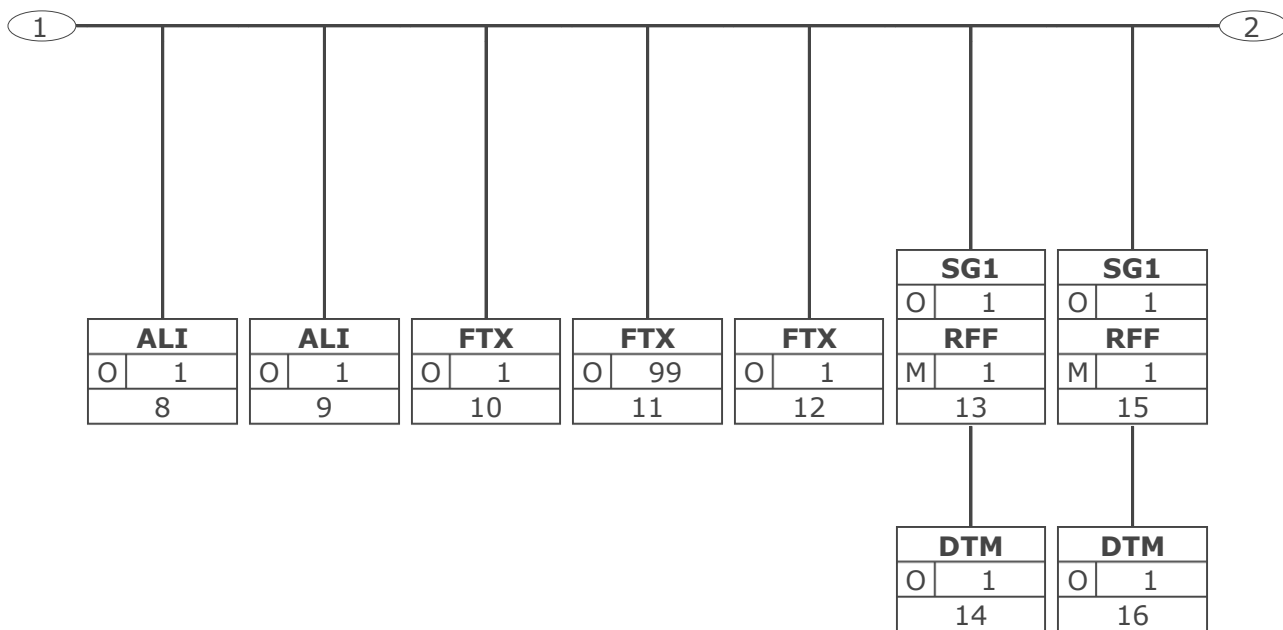 1
2
SG1
O 1
SG1
O 1
ALI
O 1
8
ALI
O 1
9
FTX
O 1
10
FTX
O 99
11
FTX
O 1
12
RFF
M 1
13
RFF
M 1
15
DTM
O 1
14
DTM
O 1
16